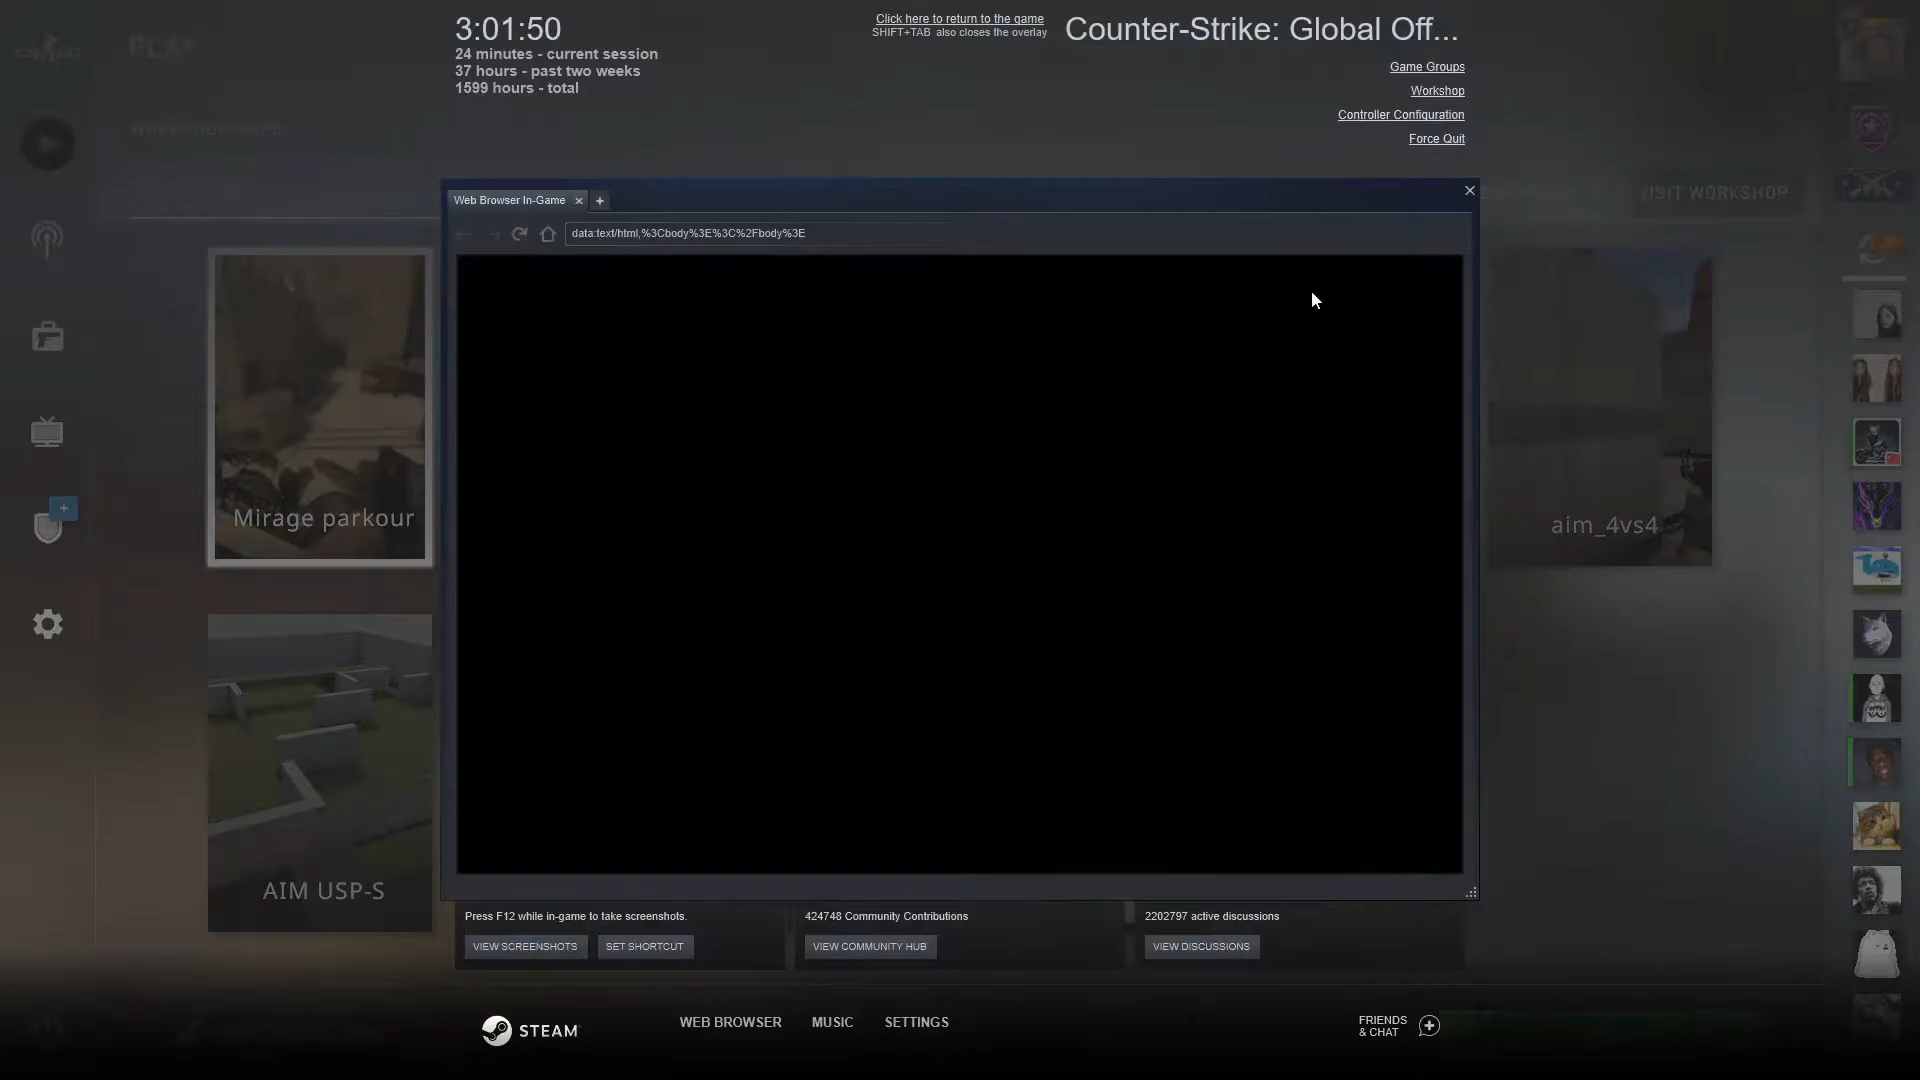 PLAY
3:01:50
24 minutes - current session
37 hours - past two weeks
1599 hours - total
Click here to return to the game
SHIFT+TAB also closes the overlay
Counter-Strike: Global Off...
Game Groups
Workshop
Controller Configuration
Force Quit
VISIT WORKSHOP
Web Browser In-Game
data:text/html,%3Cbody%3E%3C%2Fbody%3E
Mirage parkour
aim_4vs4
AIM USP-S
Press F12 while in-game to take screenshots.
424748 Community Contributions
2202797 active discussions
VIEW SCREENSHOTS
SET SHORTCUT
VIEW COMMUNITY HUB
VIEW DISCUSSIONS
STEAM
WEB BROWSER
MUSIC
SETTINGS
FRIENDS
& CHAT